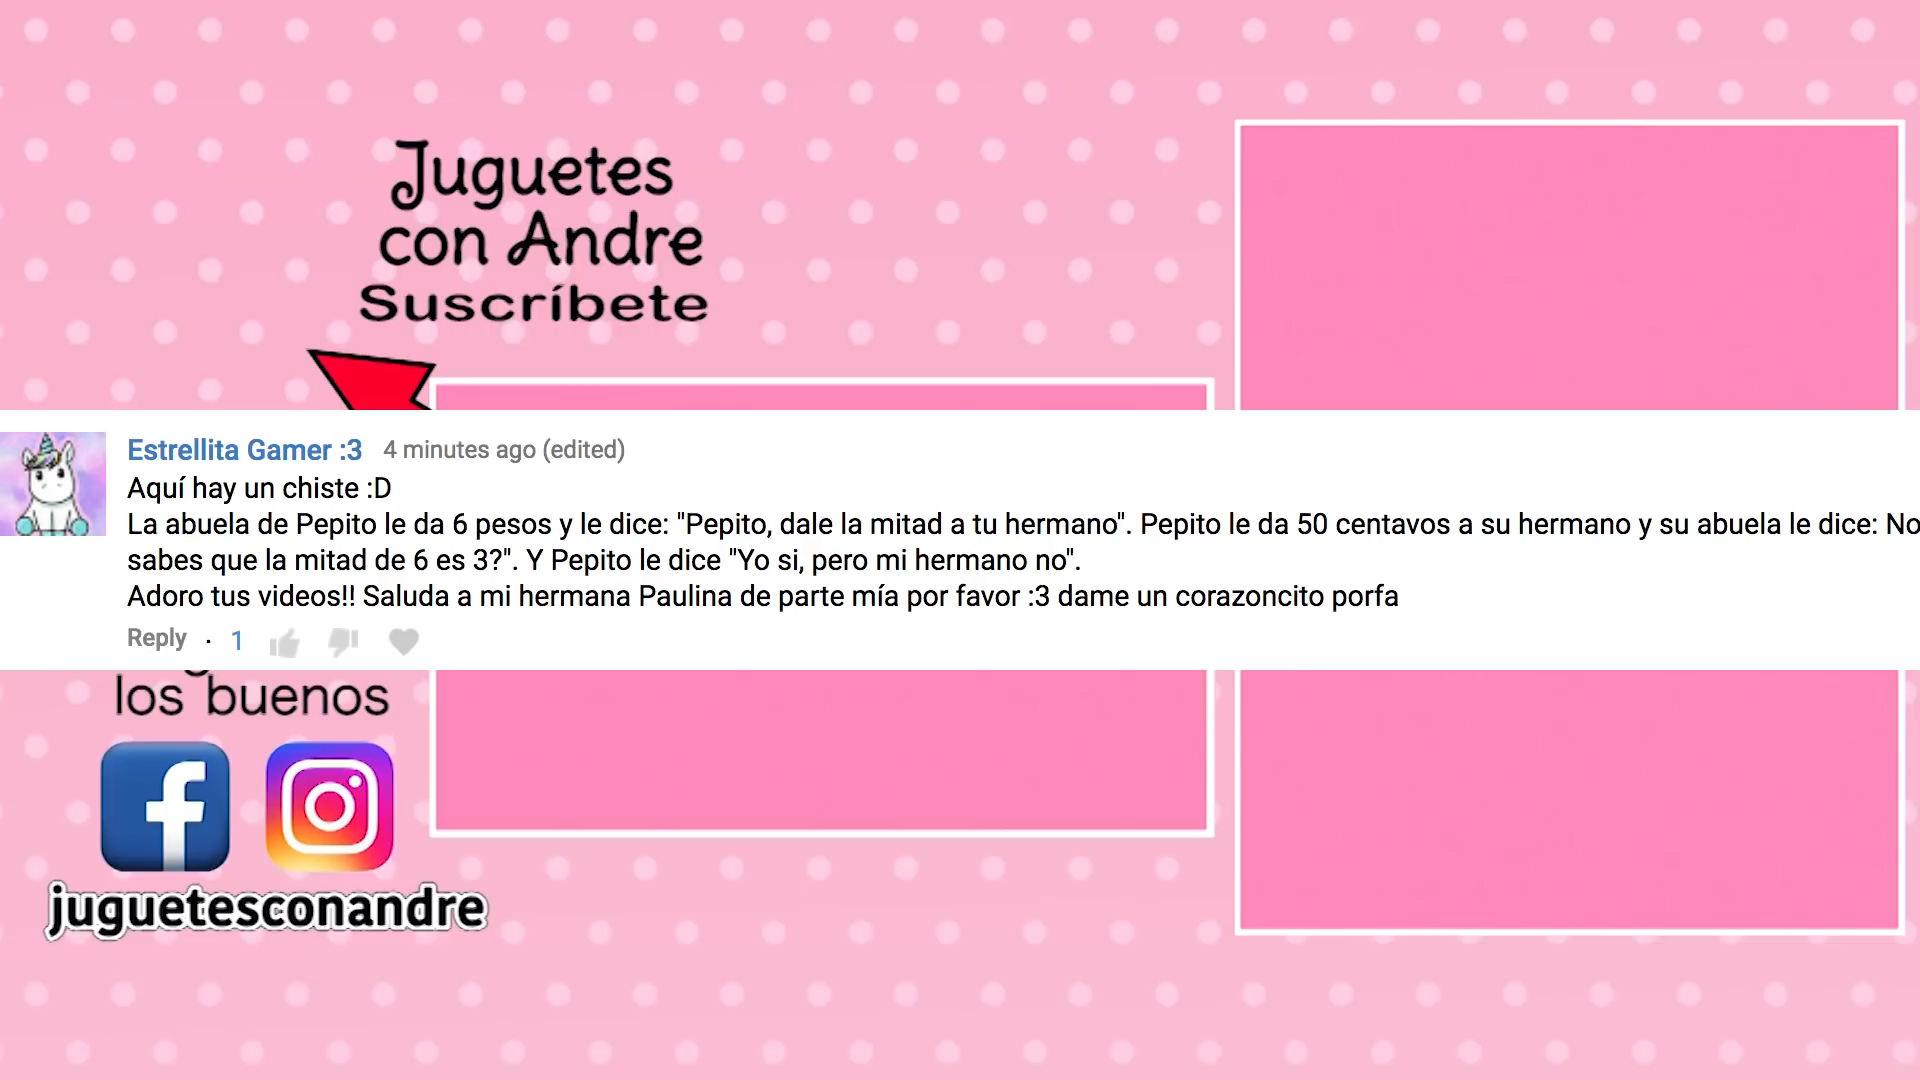 Juguetes
con Andre
Suscríbete
Estrellita Gamer :3 4 minutes ago (edited)
Aquí hay un chiste :D
La abuela de Pepito le da 6 pesos y le dice: "Pepito, dale la mitad a tu hermano". Pepito le da 50 centavos a su hermano y su abuela le dice: No
sabes que la mitad de 6 es 3?". Y Pepito le dice "Yo si, pero mi hermano no".
Adoro tus videos!! Saluda a mi hermana Paulina de parte mía por favor :3 dame un corazoncito porfa
Reply · 1
los buenos
juguetesconandre